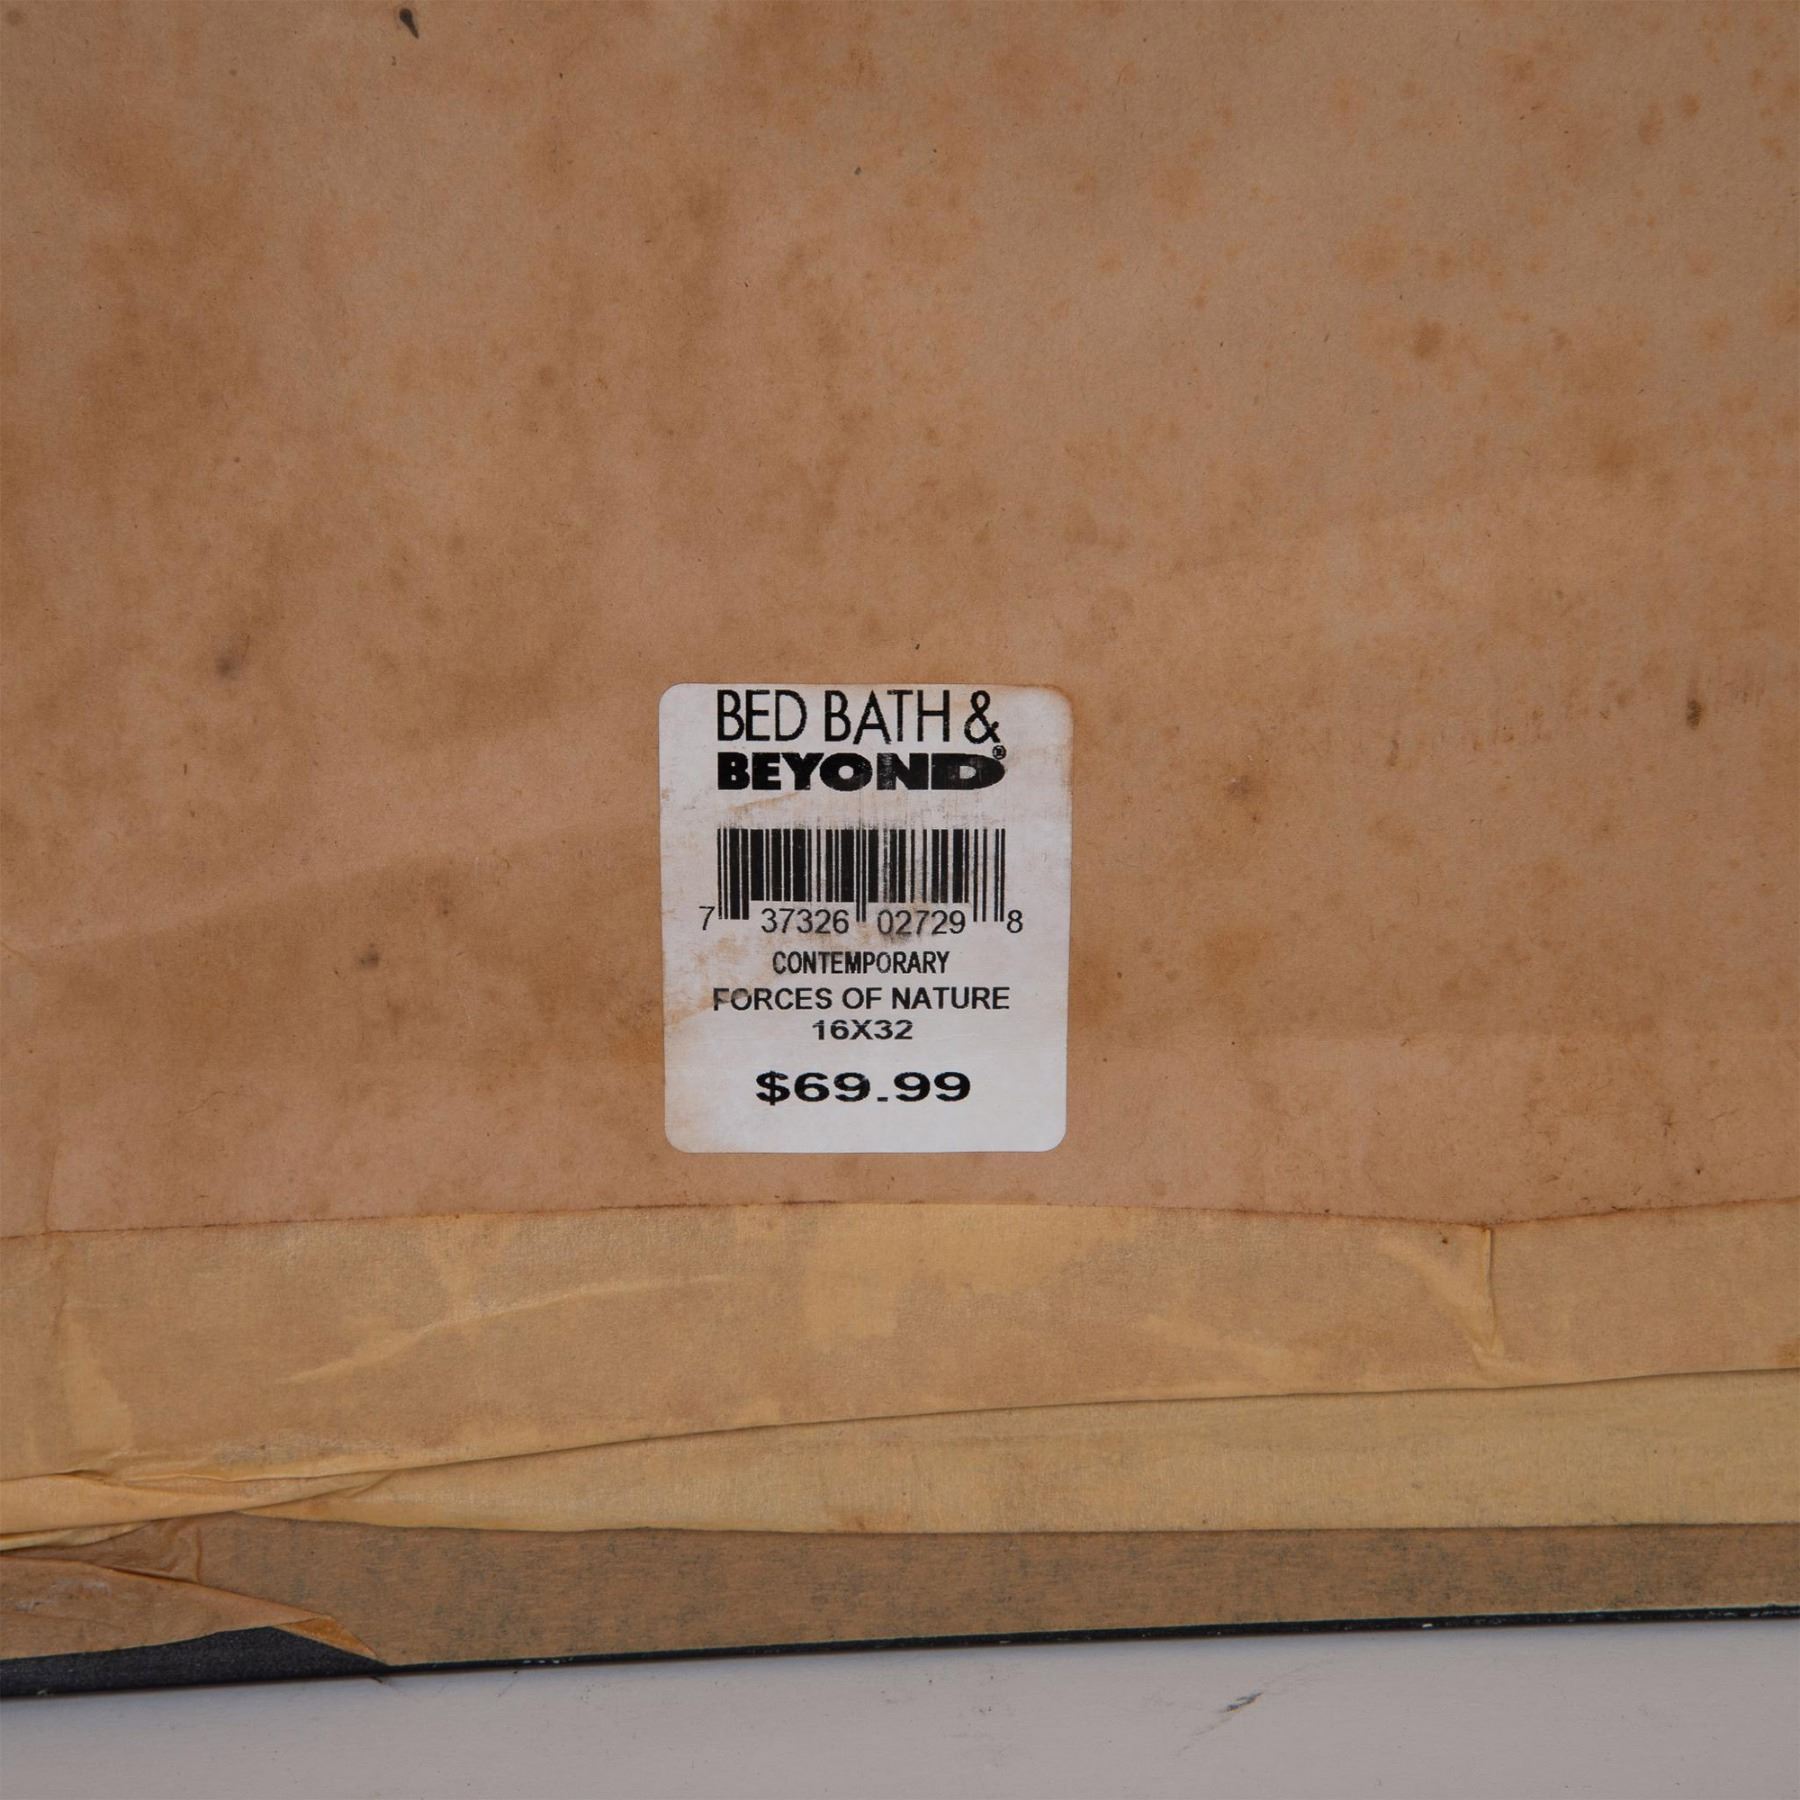 BED BATH &
BEYOND®
7 37326 02729 8
CONTEMPORARY
FORCES OF NATURE
16X32
$69.99